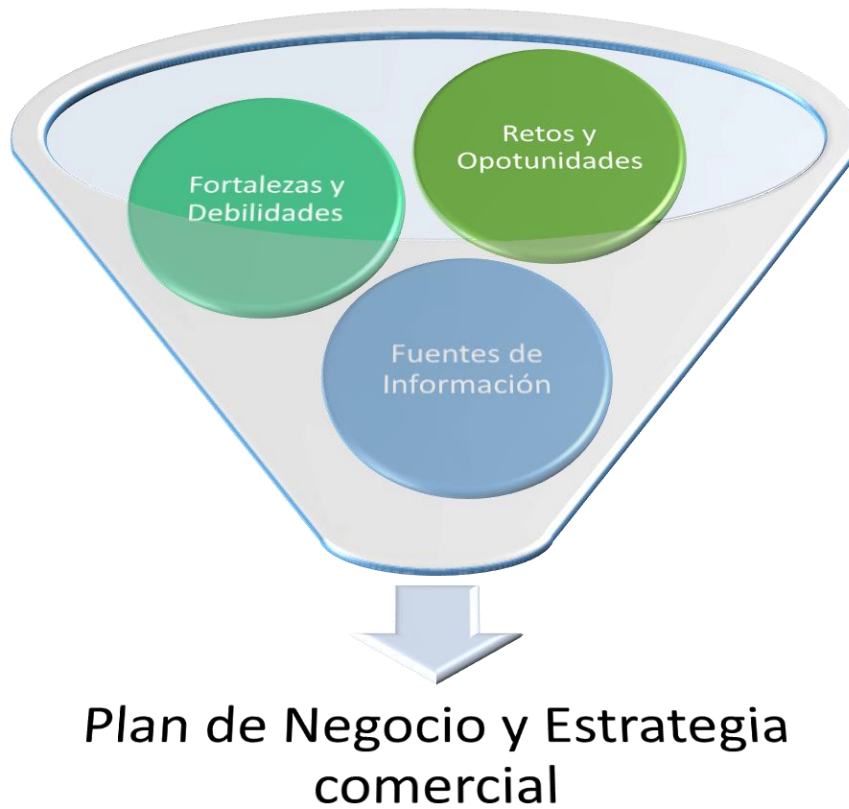 Retos y
Opotunidades
Fortalezas y
Debilidades
Fuentes de
Información
Plan de Negocio y Estrategia
comercial